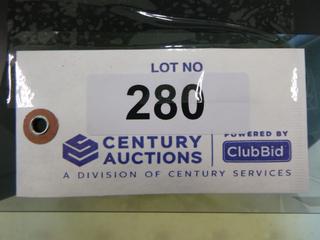 LOT NO
280
CENTURY AUCTIONS
POWERED BY
ClubBid
A DIVISION OF CENTURY SERVICES